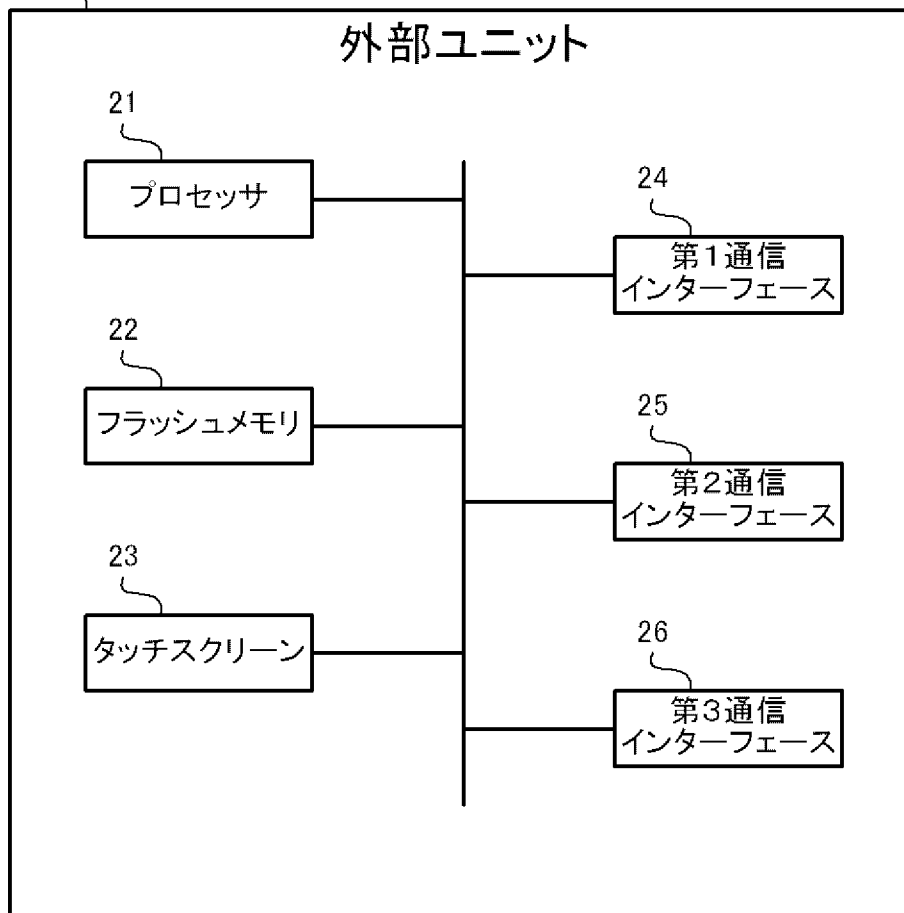 外部ユニット
21
プロセッサ
22
フラッシュメモリ
23
タッチスクリーン
24
第1通信
インターフェース
25
第2通信
インターフェース
26
第3通信
インターフェース